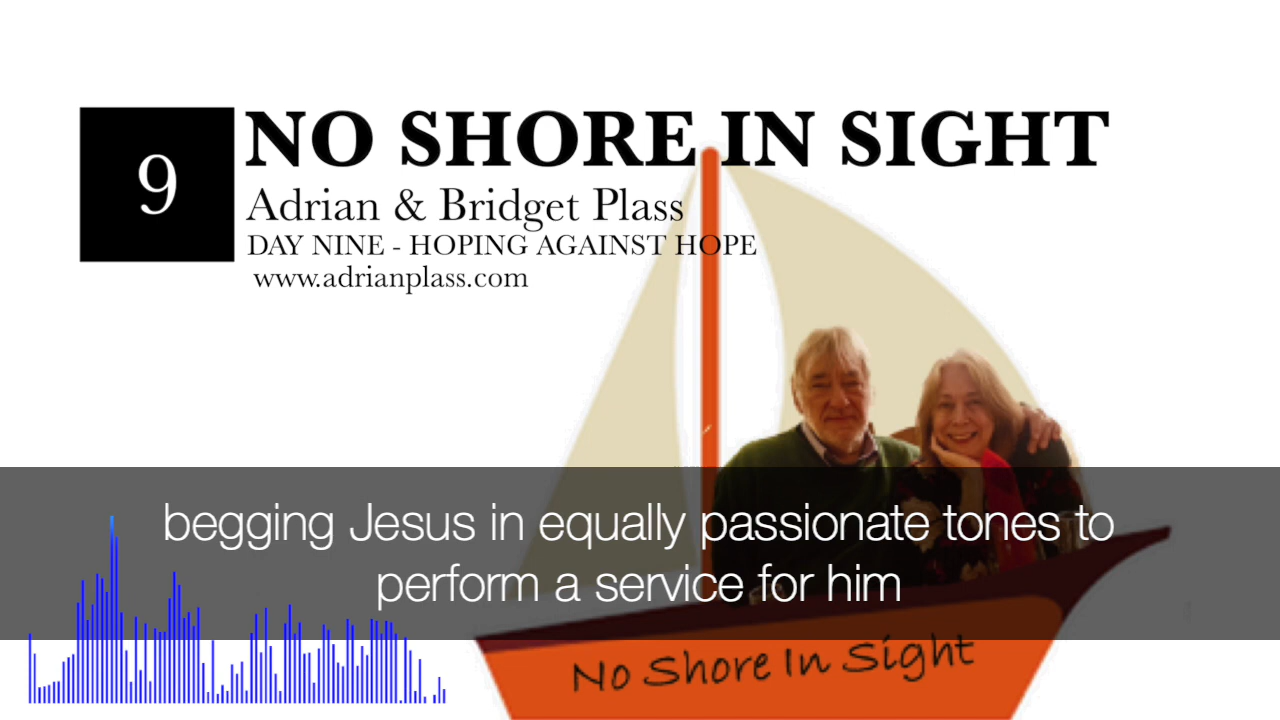 9
NO SHORE IN SIGHT
Adrian & Bridget Plass
DAY NINE - HOPING AGAINST HOPE
www.adrianplass.com
begging Jesus in equally passionate tones to
perform a service for him
No Shore In Sight